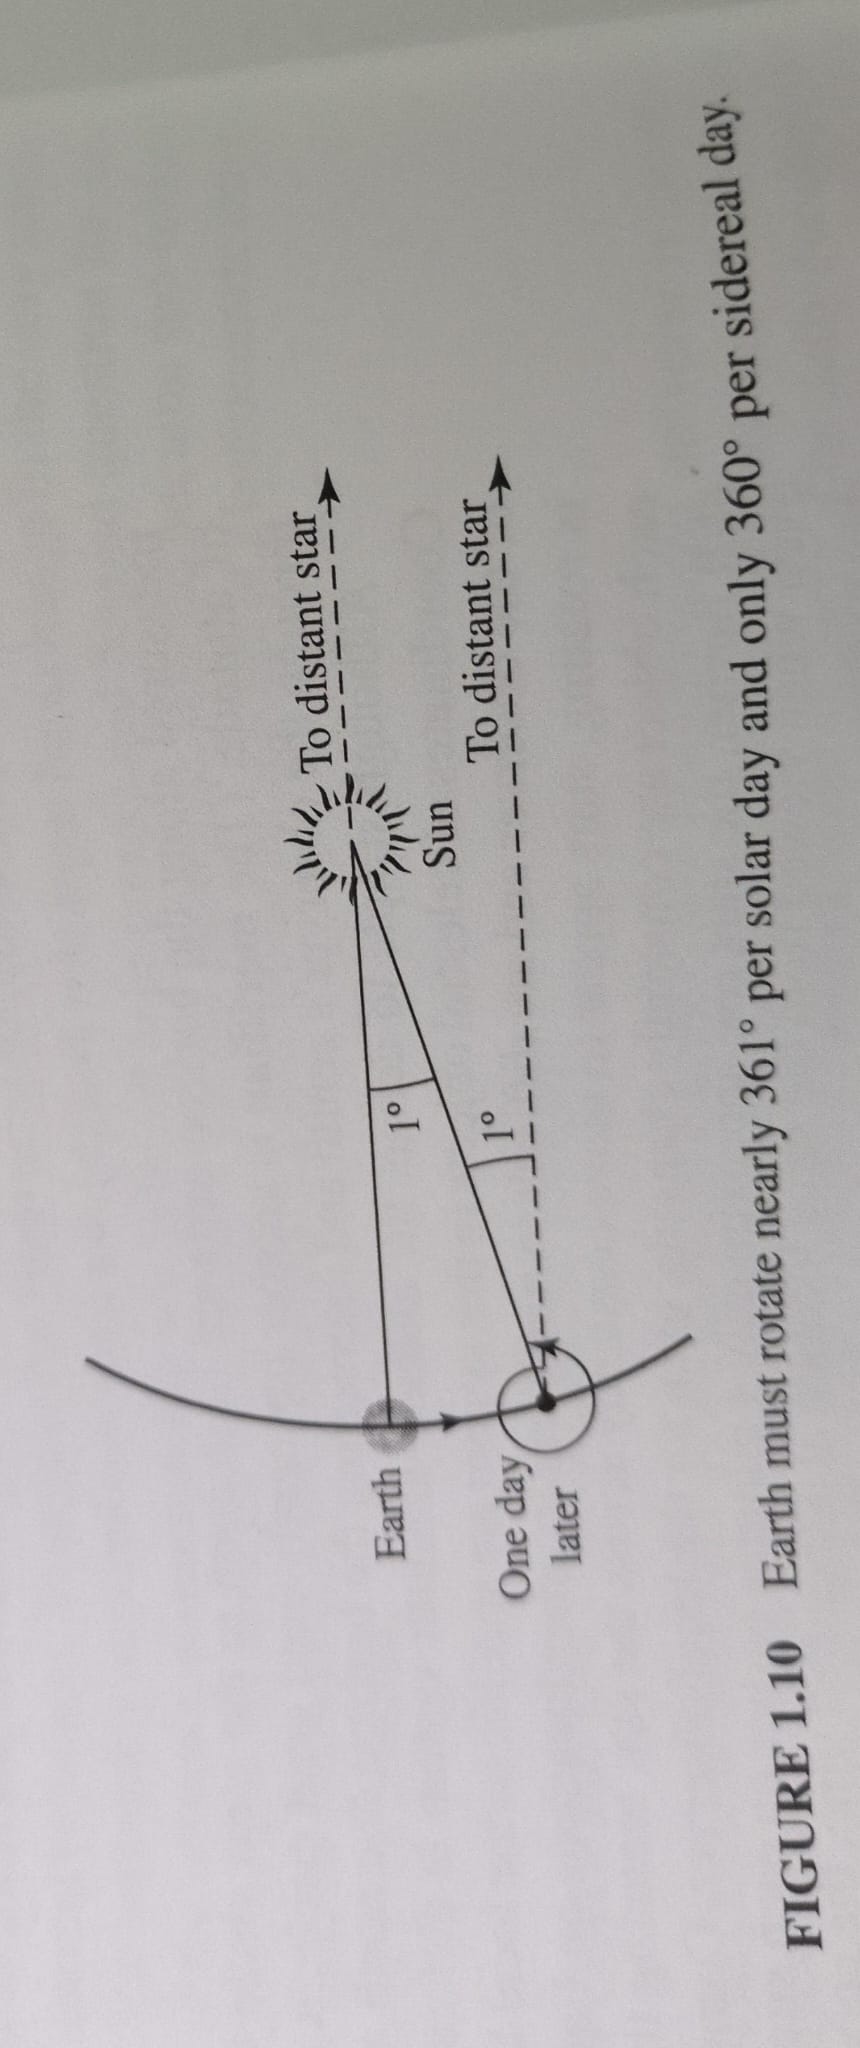 To distant star
Earth
1°
Sun
To distant star
1°
One day
later
FIGURE 1.10 Earth must rotate nearly 361° per solar day and only 360° per sidereal day.